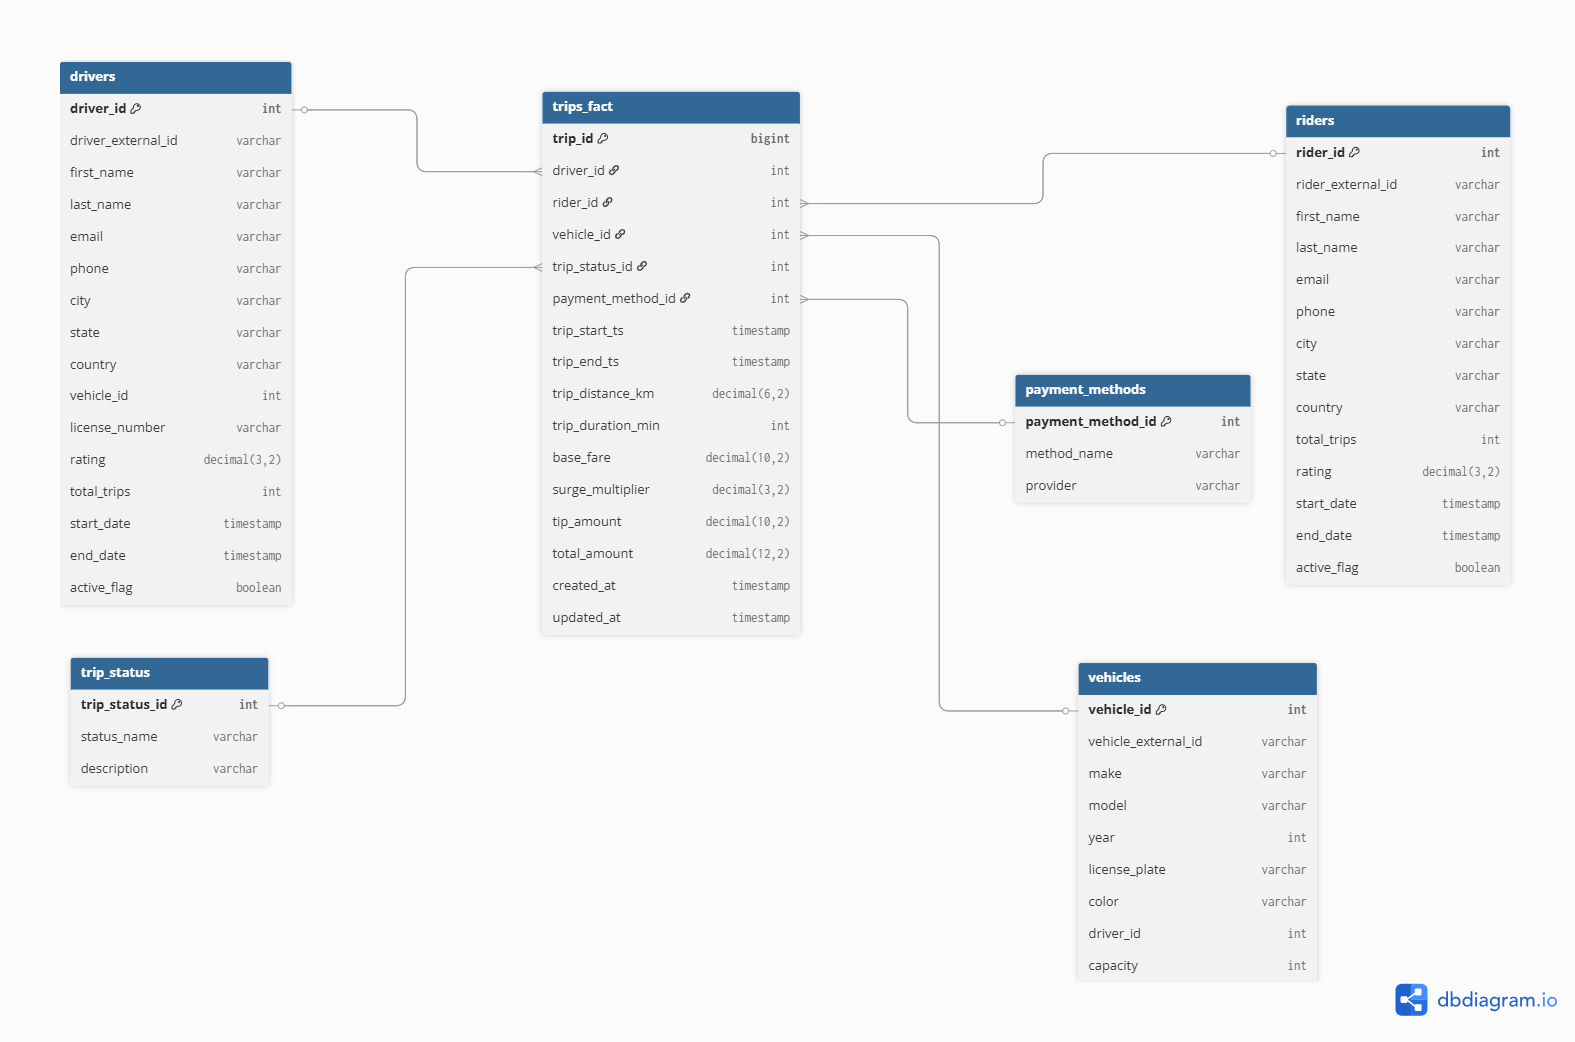 drivers
driver_id int
driver_external_id varchar
first_name varchar
last_name varchar
email varchar
phone varchar
city varchar
state varchar
country varchar
vehicle_id int
license_number varchar
rating decimal(3,2)
total_trips int
start_date timestamp
end_date timestamp
active_flag boolean
trip_status
trip_status_id int
status_name varchar
description varchar
trips_fact
trip_id bigint
driver_id int
rider_id int
vehicle_id int
trip_status_id int
payment_method_id int
trip_start_ts timestamp
trip_end_ts timestamp
trip_distance_km decimal(6,2)
trip_duration_min int
base_fare decimal(10,2)
surge_multiplier decimal(3,2)
tip_amount decimal(10,2)
total_amount decimal(12,2)
created_at timestamp
updated_at timestamp
payment_methods
payment_method_id int
method_name varchar
provider varchar
riders
rider_id int
rider_external_id varchar
first_name varchar
last_name varchar
email varchar
phone varchar
city varchar
state varchar
country varchar
total_trips int
rating decimal(3,2)
start_date timestamp
end_date timestamp
active_flag boolean
vehicles
vehicle_id int
vehicle_external_id varchar
make varchar
model varchar
year int
license_plate varchar
color varchar
driver_id int
capacity int
dbdiagram.io